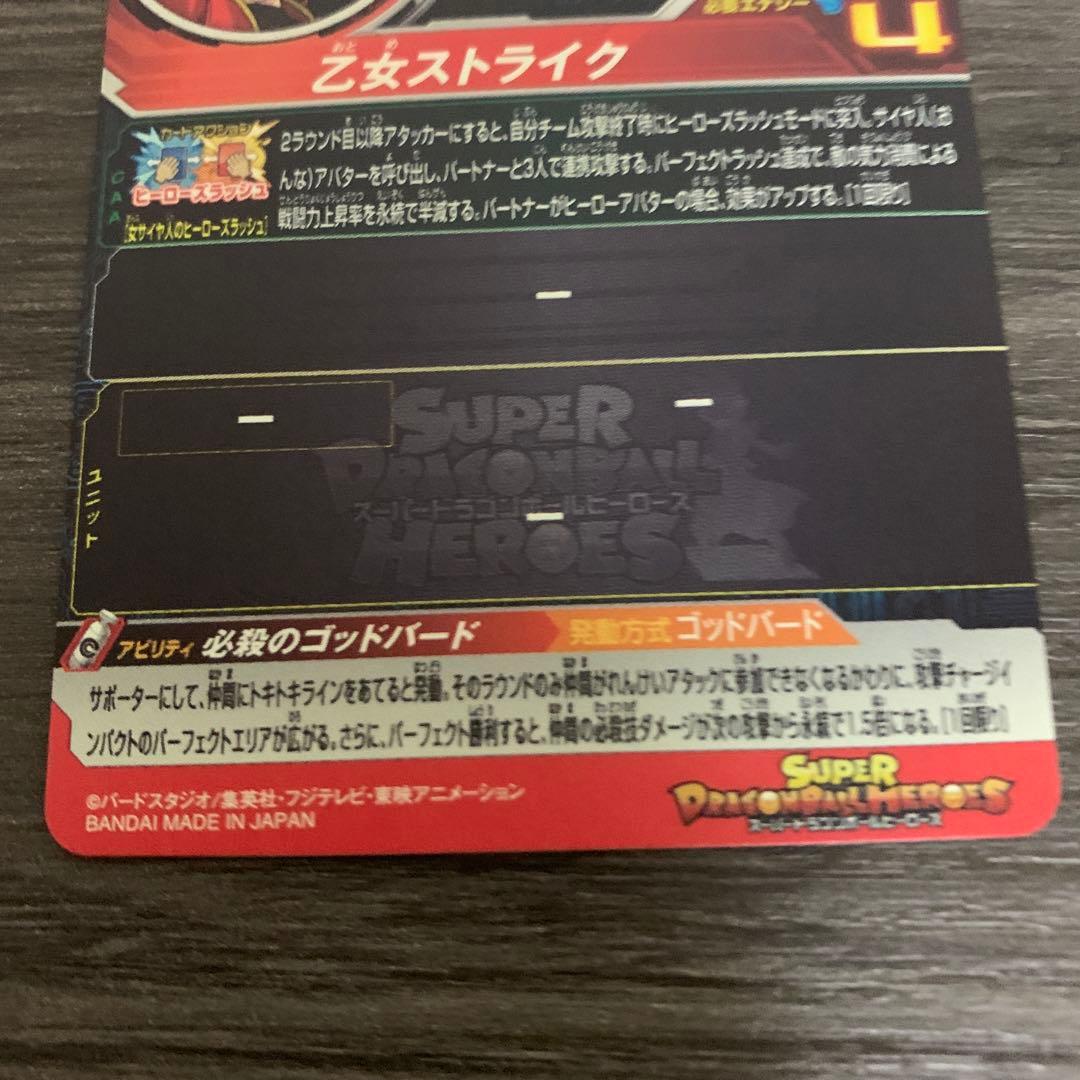 必要エナジー
4
乙女ストライク
おと め
カードアクション
ヒーローズラッシュ
[女サイヤ人のヒーローズラッシュ]
CAA
2ラウンド目以降アタッカーにすると、自分チーム攻撃終了時にヒーローズラッシュモードに突入。サイヤ人(お
んな)アバターを呼び出し、パートナーと3人で連携攻撃する。パーフェクトラッシュ達成で、敵の気力消費による
戦闘力上昇率を永続で半減する。パートナーがヒーローアバターの場合、効果がアップする。[1回限り]
ー
ー
ー
ー
ユニット
SUPER
DRAGONBALL
スーパードラゴンボールヒーローズ
HEROES
アビリティ 必殺のゴッドバード 発動方式 ゴッドバード
サポーターにして、仲間にトキトキラインをあてると発動。そのラウンドのみ仲間がれんけいアタックに参加できなくなるかわりに、攻撃チャージイ
ンパクトのパーフェクトエリアが広がる。さらに、パーフェクト勝利すると、仲間の必殺技ダメージが次の攻撃から永続で1.5倍になる。[1回限り]
©バードスタジオ/集英社・フジテレビ・東映アニメーション
BANDAI MADE IN JAPAN
SUPER
DRAGONBALL HEROES
スーパードラゴンボールヒーローズ